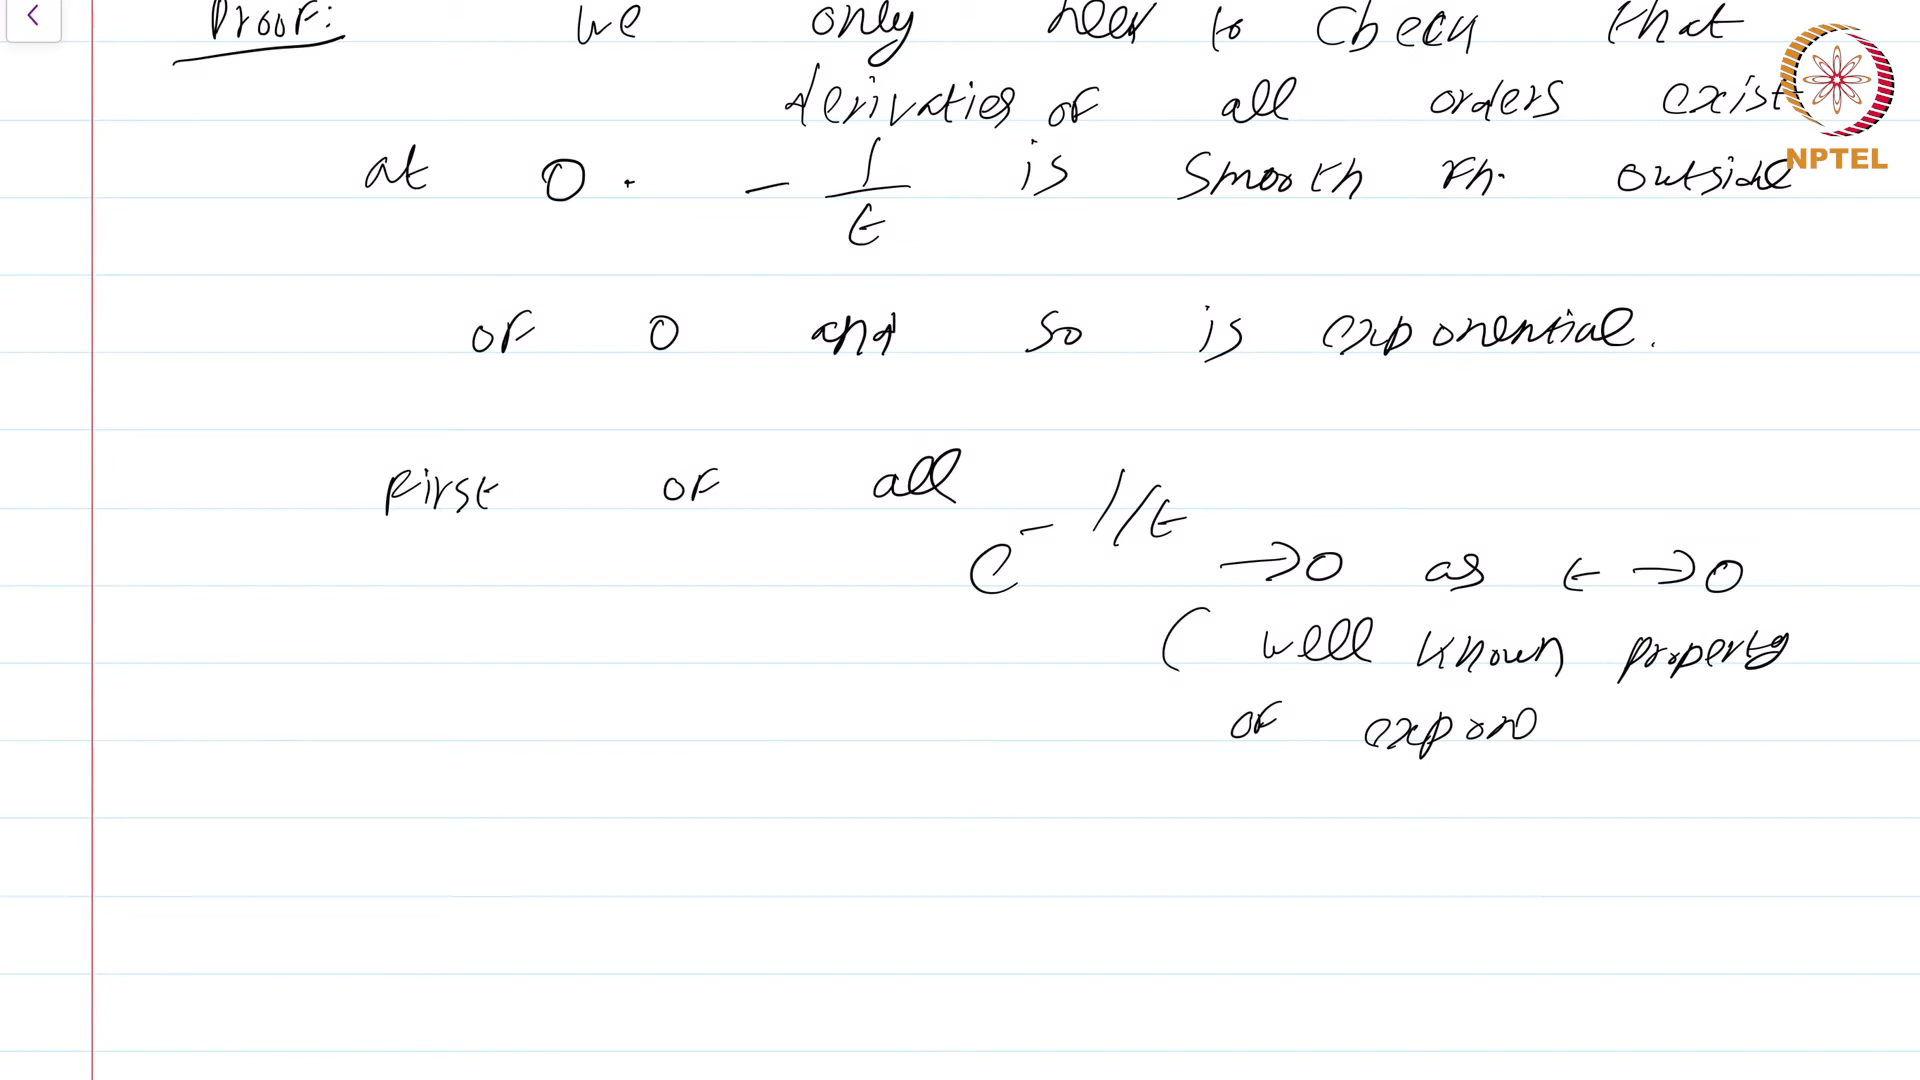 Proof: we only need to check that
derivaties of all orders exist
at 0. - 1/t is smooth fn. outside
of 0 and so is exponential.
First of all
e^{-1/t} → 0 as t → 0
( well known property
of expon
NPTEL